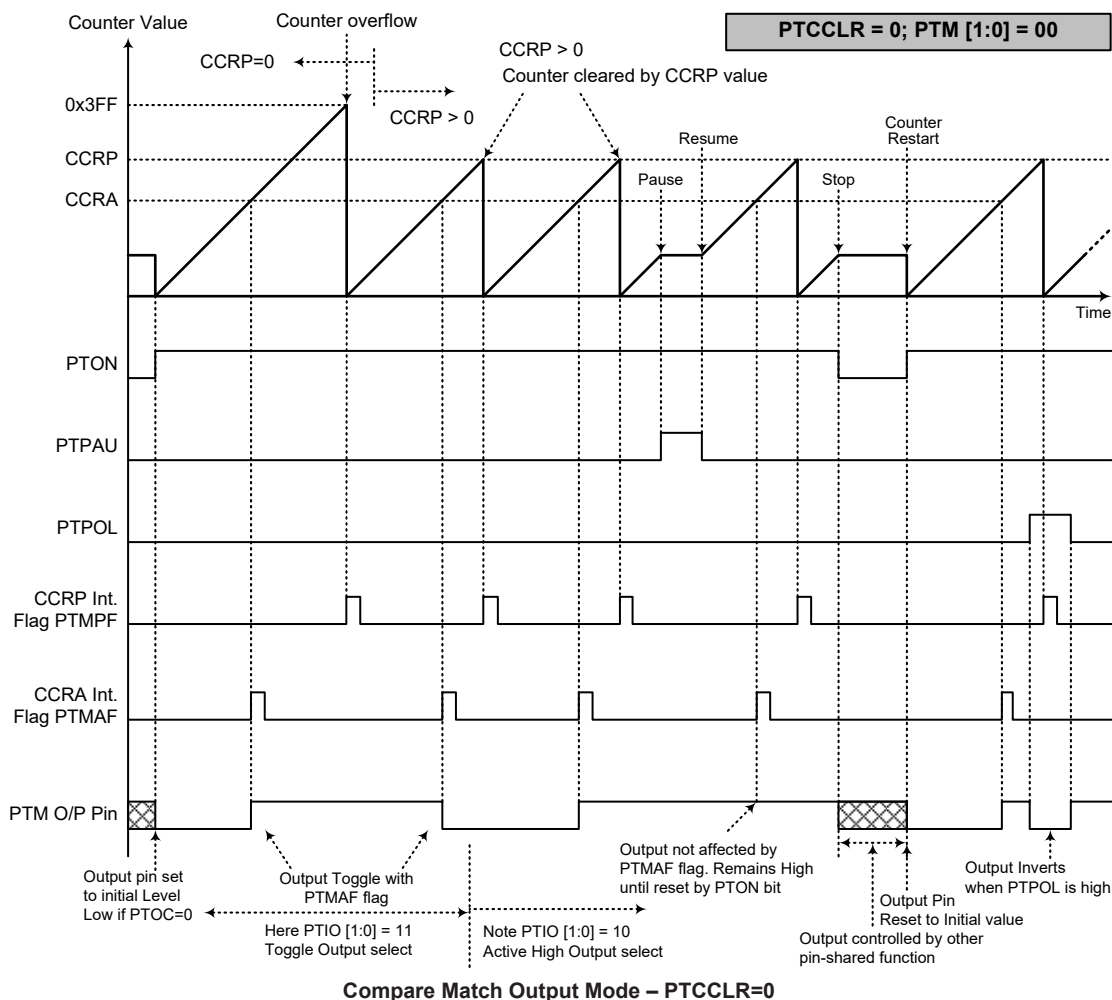 Counter Value
Counter overflow
PTCCLR = 0; PTM [1:0] = 00
CCRP=0
CCRP > 0
CCRP > 0
Counter cleared by CCRP value
0x3FF
CCRP
CCRA
Pause
Resume
Stop
Counter
Restart
Time
PTON
PTPAU
PTPOL
CCRP Int.
Flag PTMPF
CCRA Int.
Flag PTMAF
PTM O/P Pin
Output pin set
to initial Level
Low if PTOC=0
Output Toggle with
PTMAF flag
Here PTIO [1:0] = 11
Toggle Output select
Note PTIO [1:0] = 10
Active High Output select
Output not affected by
PTMAF flag. Remains High
until reset by PTON bit
Output Pin
Reset to Initial value
Output controlled by other
pin-shared function
Output Inverts
when PTPOL is high
Compare Match Output Mode – PTCCLR=0